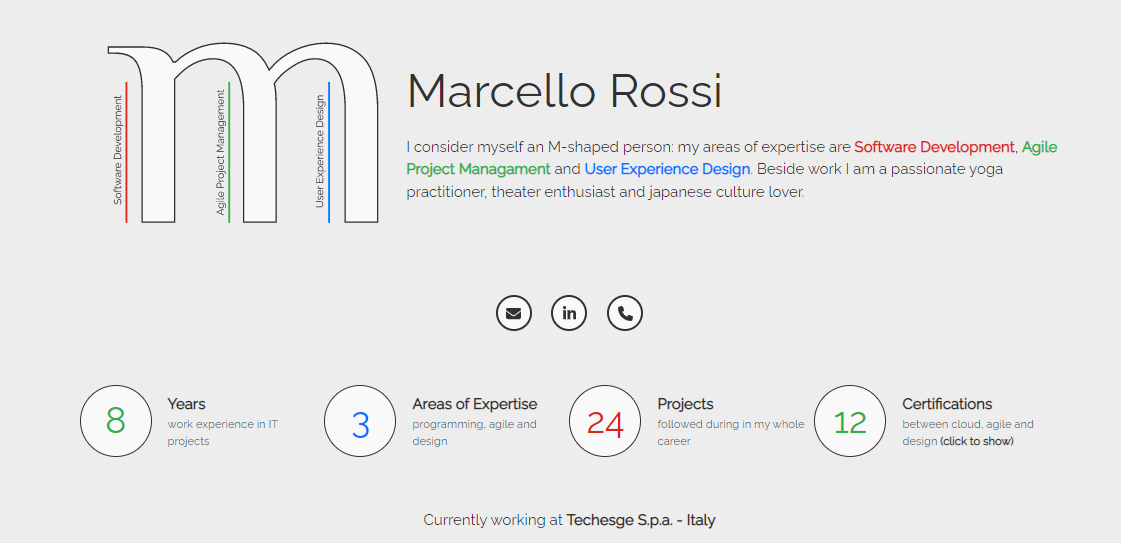 Software Development
Agile Project Management
User Experience Design
Marcello Rossi
I consider myself an M-shaped person: my areas of expertise are Software Development, Agile
Project Managament and User Experience Design. Beside work I am a passionate yoga
practitioner, theater enthusiast and japanese culture lover.
in
8
Years
work experience in IT
projects
3
Areas of Expertise
programming, agile and
design
24
Projects
followed during in my whole
career
12
Certifications
between cloud, agile and
design (click to show)
Currently working at Techesge S.p.a. - Italy